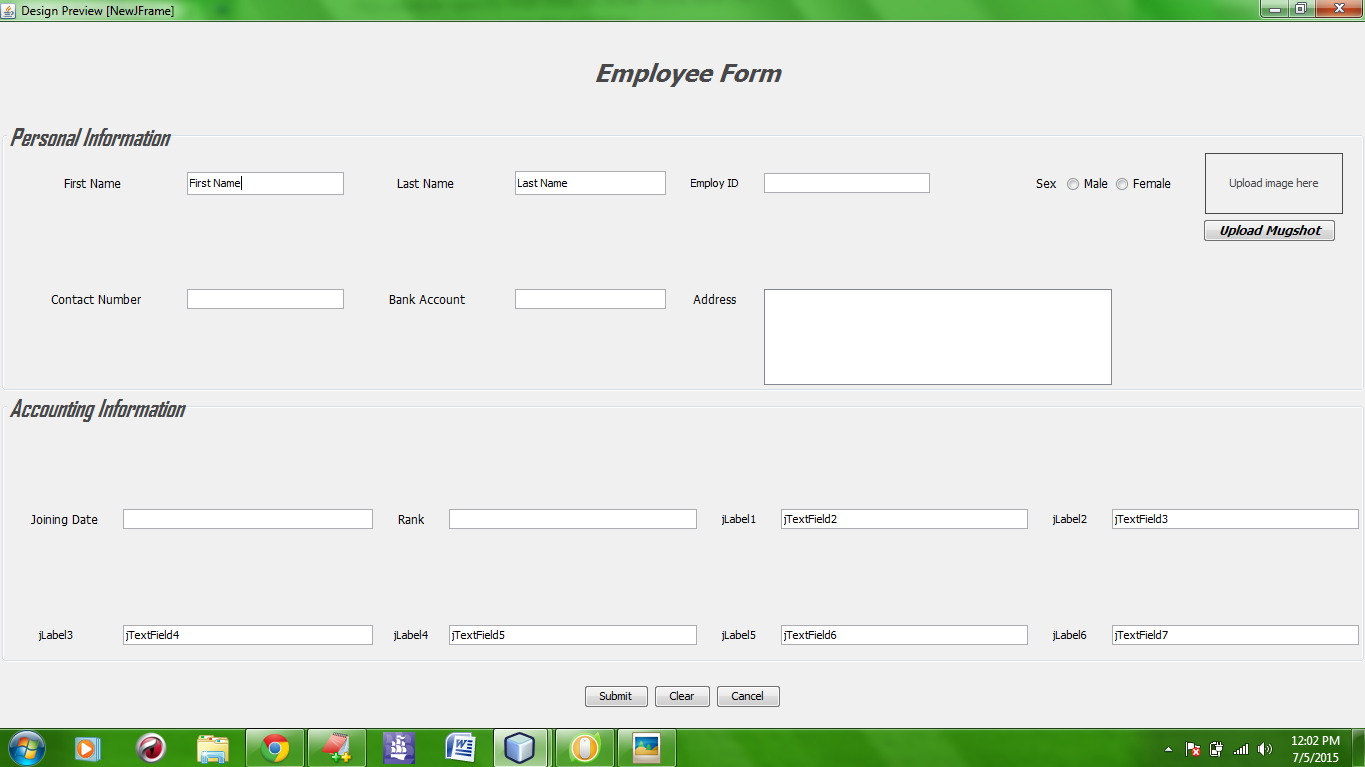 Design Preview [NewJFrame]
Employee Form
Personal Information
First Name First Name Last Name Last Name Employ ID Sex Male Female Upload image here
Upload Mugshot
Contact Number Bank Account Address
Accounting Information
Joining Date Rank jLabel1 jTextField2 jLabel2 jTextField3
jLabel3 jTextField4 jLabel4 jTextField5 jLabel5 jTextField6 jLabel6 jTextField7
Submit Clear Cancel
12:02 PM
7/5/2015